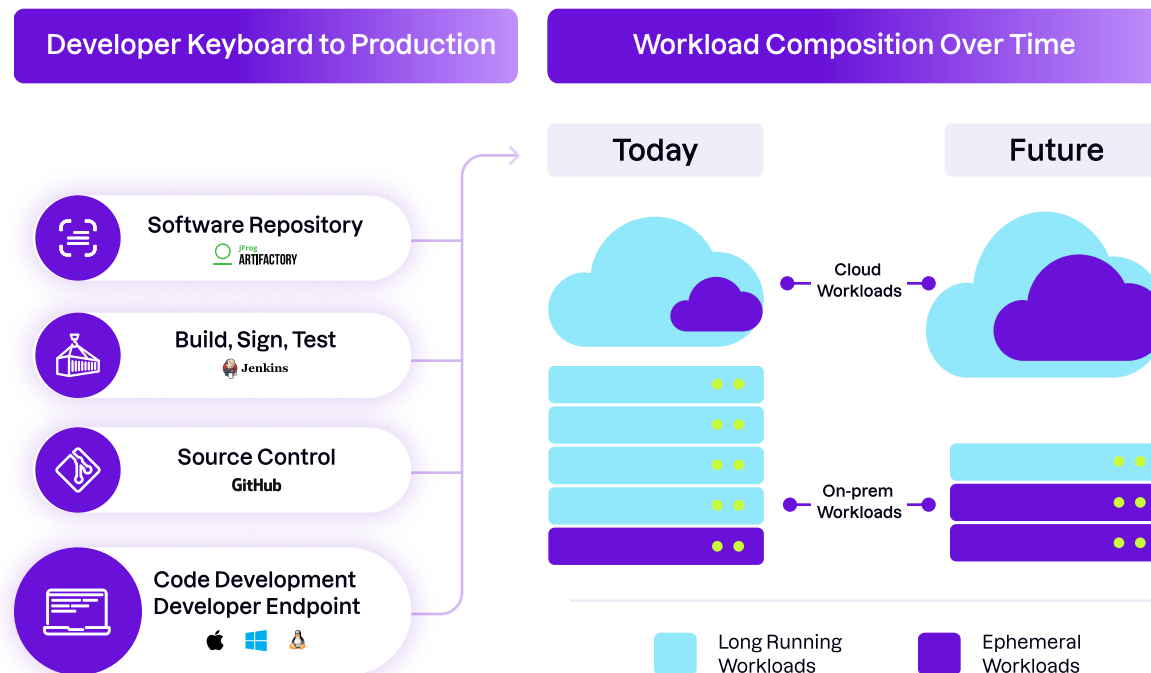 Developer Keyboard to Production
Software Repository
JFrog
ARTIFACTORY
Build, Sign, Test
Jenkins
Source Control
GitHub
Code Development
Developer Endpoint
Workload Composition Over Time
Today
Future
Cloud
Workloads
On-prem
Workloads
Long Running
Workloads
Ephemeral
Workloads